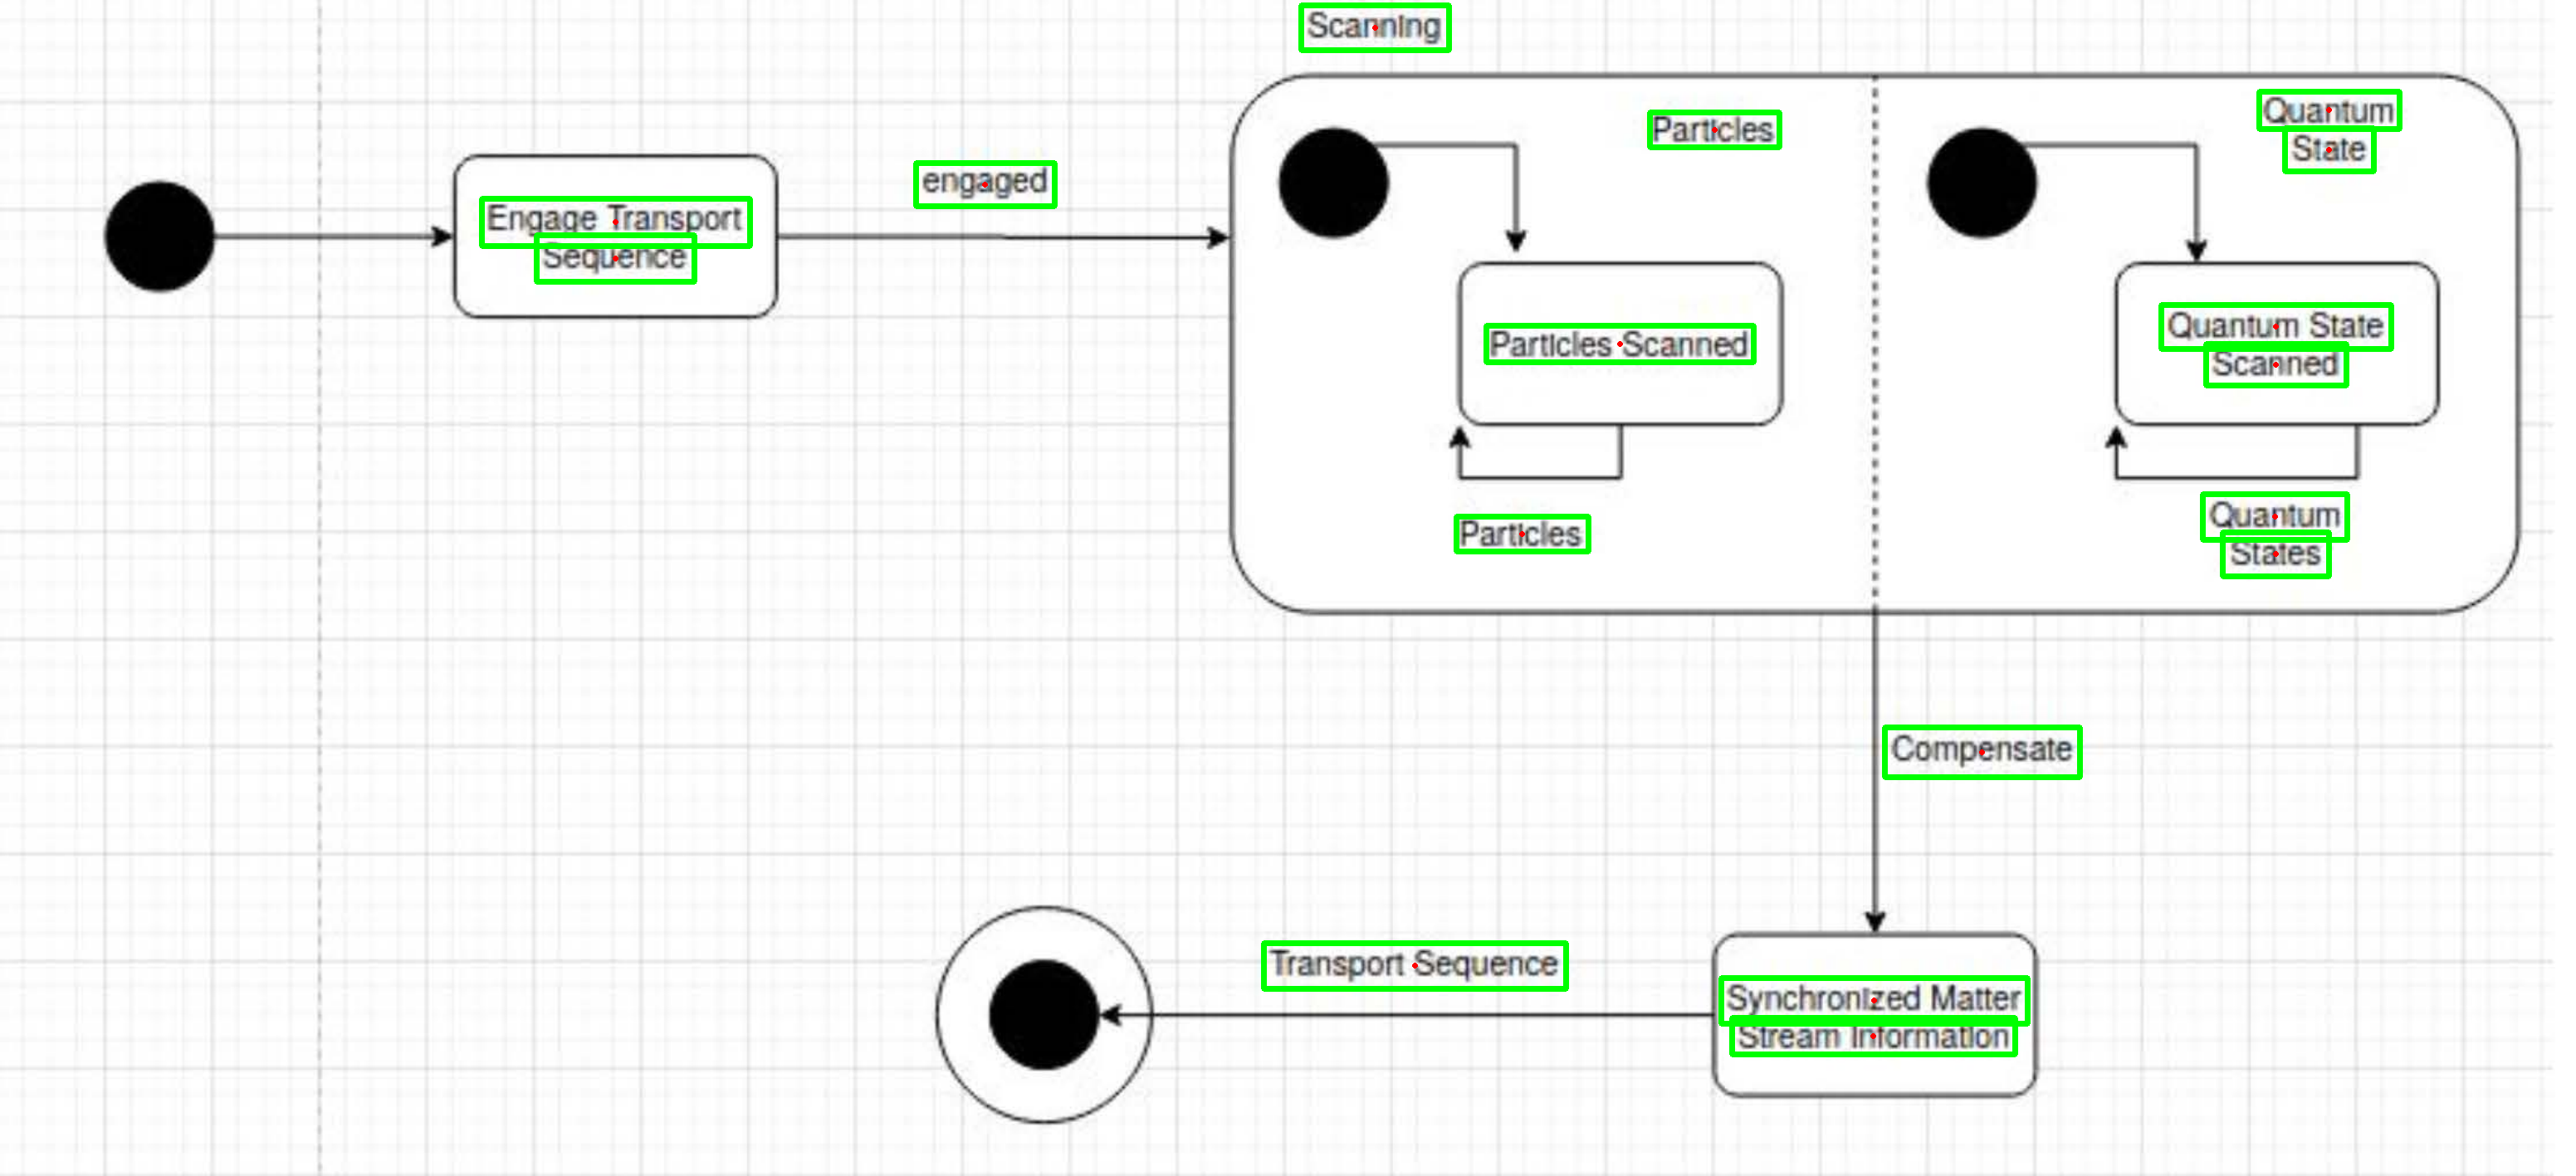 Scanning
Particles
Quantum
State
engaged
Engage Transport
Sequence
Particles Scanned
Quantum State
Scanned
Particles
Quantum
States
Compensate
Transport Sequence
Synchronized Matter
Stream Information